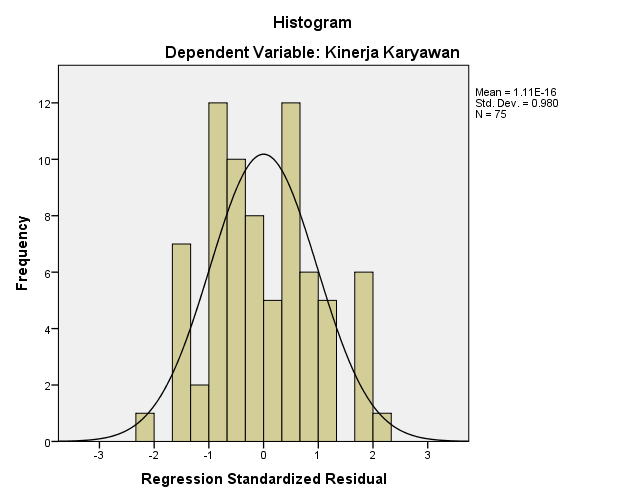 Histogram
Dependent Variable: Kinerja Karyawan
Mean = 1.11E-16
Std. Dev. = 0.980
N = 75
Frequency
12
10
8
6
4
2
0
-3 -2 -1 0 1 2 3
Regression Standardized Residual